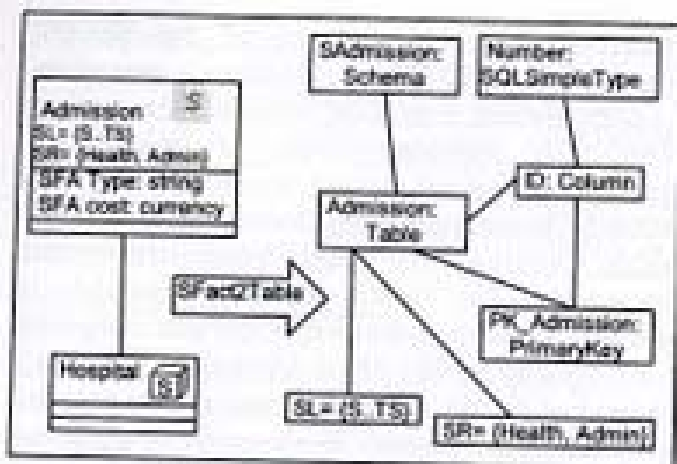 Admission S
SL= {S..TS}
SR= {Health, Admin}
SFA Type: string
SFA cost: currency
Hospital S
SFact2Table
SAdmission:
Schema
Number:
SQLSimpleType
Admission:
Table
ID: Column
PK_Admission:
PrimaryKey
SL= {S..TS}
SR= {Health, Admin}